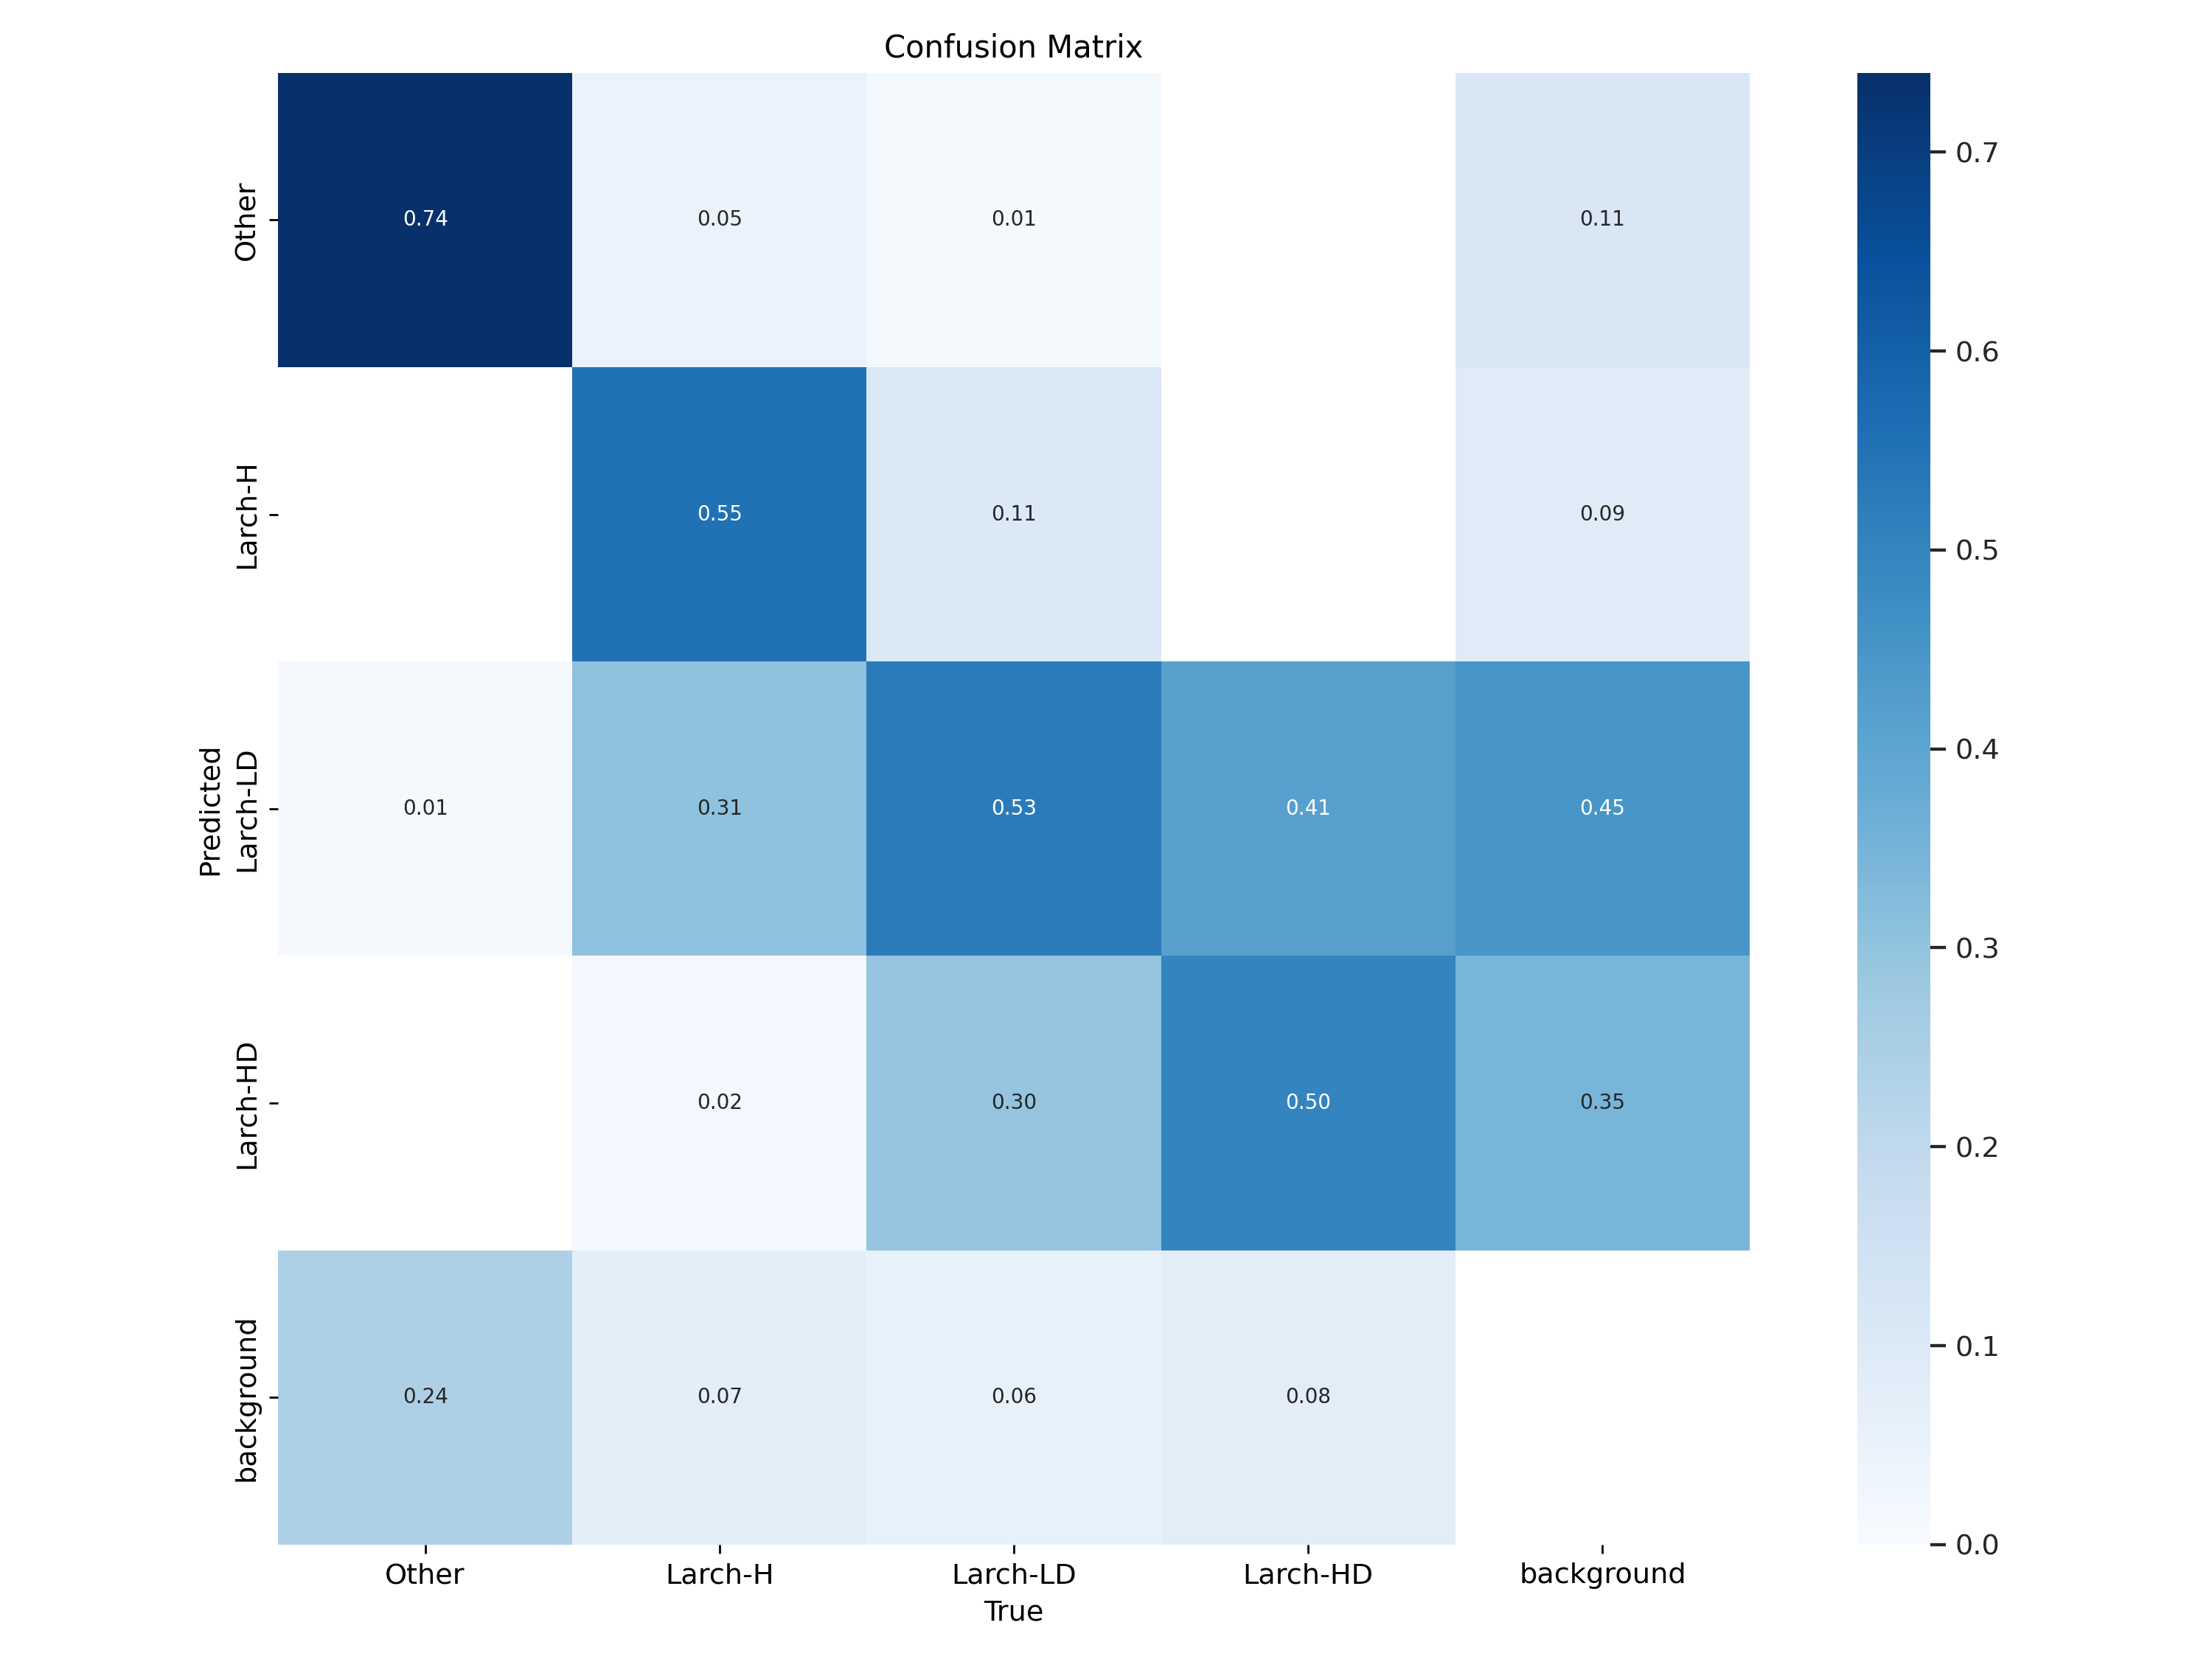 Confusion Matrix
Other
0.74
0.05
0.01
0.11
Larch-H
0.55
0.11
0.09
Predicted
Larch-LD
0.01
0.31
0.53
0.41
0.45
Larch-HD
0.02
0.30
0.50
0.35
background
0.24
0.07
0.06
0.08
Other
Larch-H
Larch-LD
Larch-HD
background
True
0.7
0.6
0.5
0.4
0.3
0.2
0.1
0.0